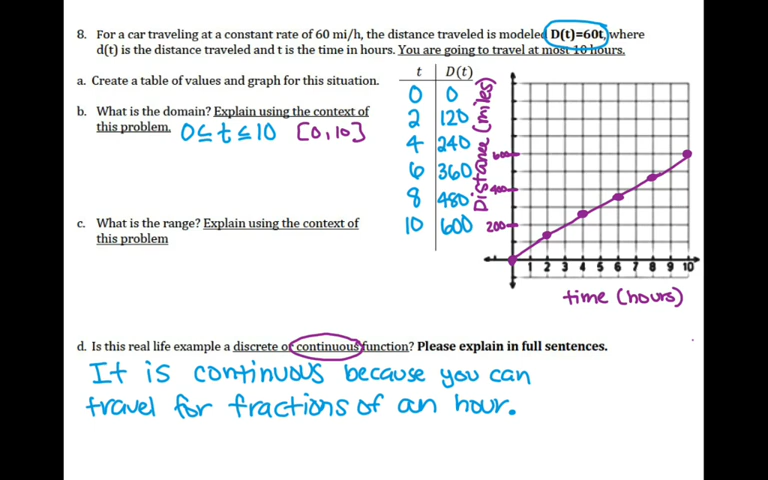 8. For a car traveling at a constant rate of 60 mi/h, the distance traveled is modeled D(t)=60t, where
d(t) is the distance traveled and t is the time in hours. You are going to travel at most 10 hours.
a. Create a table of values and graph for this situation.
b. What is the domain? Explain using the context of
this problem. 0 ≤ t ≤ 10 [0,10]
c. What is the range? Explain using the context of
this problem
t D(t)
0 0
2 120
4 240
6 360
8 480
10 600
Distance (miles)
600
400
200
1 2 3 4 5 6 7 8 9 10
time (hours)
d. Is this real life example a discrete or continuous function? Please explain in full sentences.
It is continuous because you can
travel for fractions of an hour.